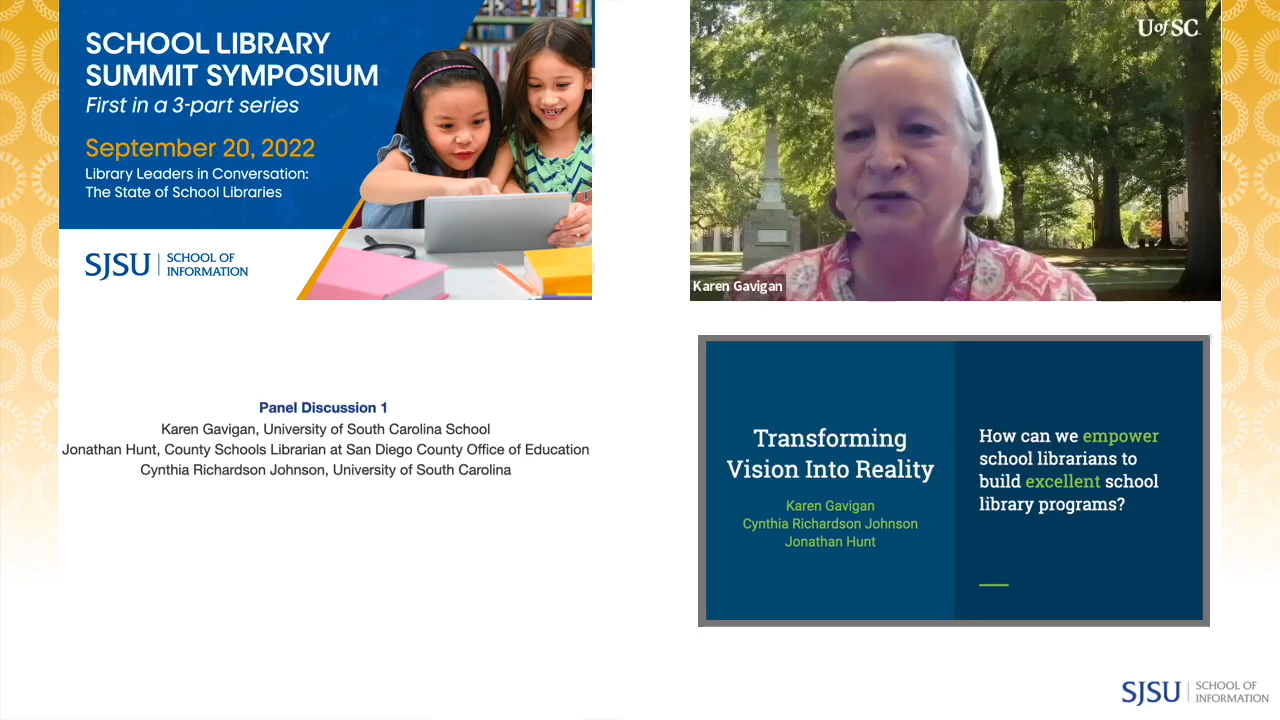 SCHOOL LIBRARY
SUMMIT SYMPOSIUM
First in a 3-part series
September 20, 2022
Library Leaders in Conversation:
The State of School Libraries
SJSU | SCHOOL OF
INFORMATION
UofSC
Karen Gavigan
Panel Discussion 1
Karen Gavigan, University of South Carolina School
Jonathan Hunt, County Schools Librarian at San Diego County Office of Education
Cynthia Richardson Johnson, University of South Carolina
Transforming
Vision Into Reality
Karen Gavigan
Cynthia Richardson Johnson
Jonathan Hunt
How can we empower
school librarians to
build excellent school
library programs?
SJSU | SCHOOL OF
INFORMATION